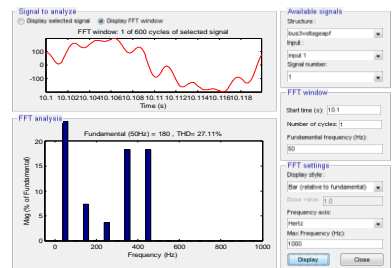 Signal to analyze
Display selected signal
Display FFT window
FFT window: 1 of 600 cycles of selected signal
100
0
-100
Time (s)
FFT analysis
Fundamental (50Hz) = 180 , THD= 27.11%
Mag (% of Fundamental)
20
15
10
5
0
0 200 400 600 800 1000
Frequency (Hz)
Available signals
Structure :
bus3voltageapf
Input :
input 1
Signal number:
1
FFT window
Start time (s): 10.1
Number of cycles: 1
Fundamental frequency (Hz):
50
FFT settings
Display style :
Bar (relative to fundamental)
Base value: 1.0
Frequency axis:
Hertz
Max Frequency (Hz):
1000
Display
Close